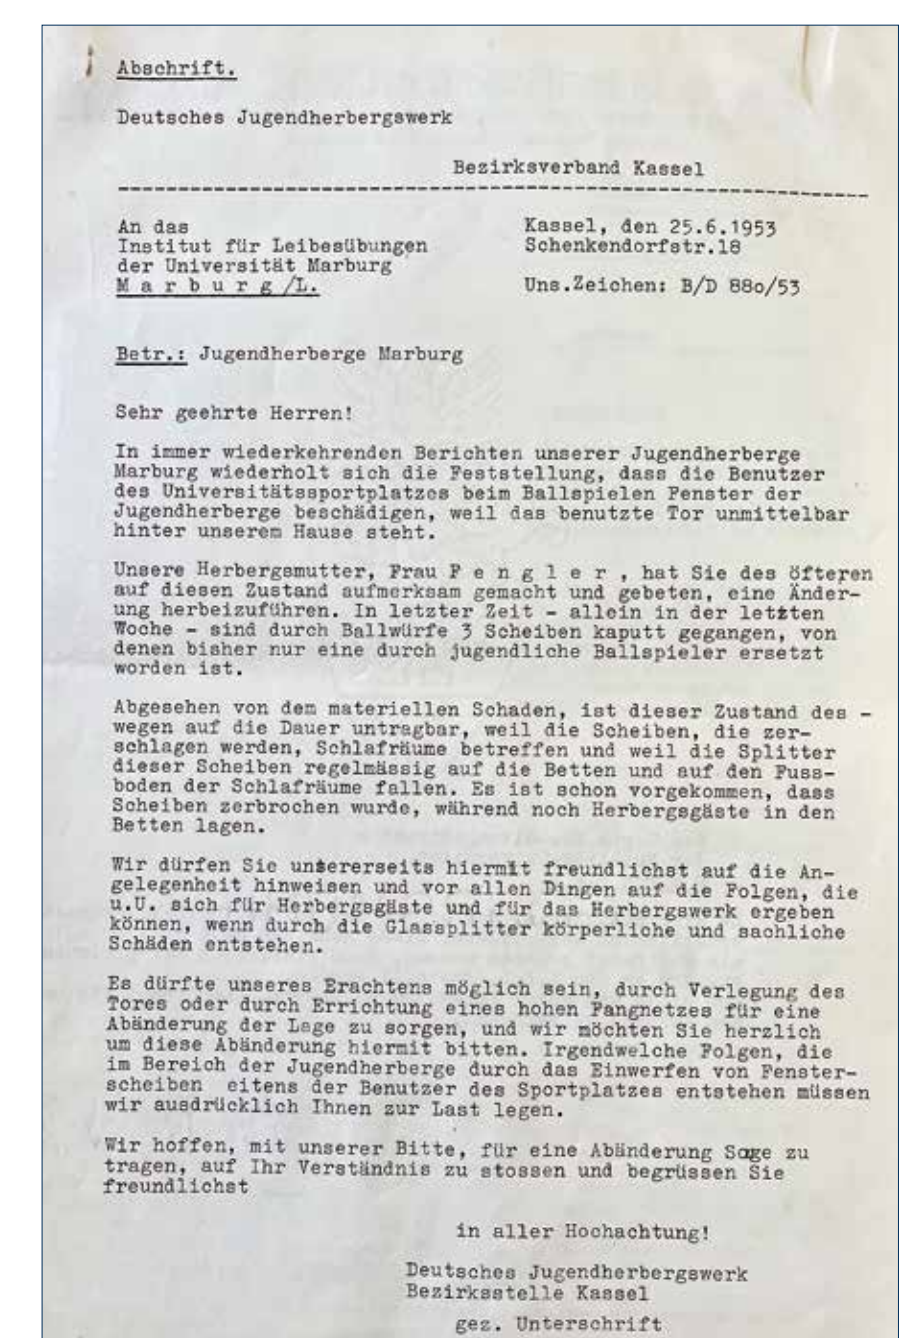 Abschrift.
Deutsches Jugendherbergswerk
Bezirksverband Kassel
An das
Institut für Leibesübungen
der Universität Marburg
M a r b u r g /L.
Kassel, den 25.6.1953
Schenkendorfstr.18
Uns.Zeichen: B/D 88o/53
Betr.: Jugendherberge Marburg
Sehr geehrte Herren!
In immer wiederkehrenden Berichten unserer Jugendherberge
Marburg wiederholt sich die Feststellung, dass die Benutzer
des Universitätssportplatzes beim Ballspielen Fenster der
Jugendherberge beschädigen, weil das benutzte Tor unmittelbar
hinter unserem Hause steht.
Unsere Herbergsmutter, Frau F e n g l e r , hat Sie des öfteren
auf diesen Zustand aufmerksam gemacht und gebeten, eine Änder-
ung herbeizuführen. In letzter Zeit - allein in der letzten
Woche - sind durch Ballwürfe 3 Scheiben kaputt gegangen, von
denen bisher nur eine durch jugendliche Ballspieler ersetzt
worden ist.
Abgesehen von dem materiellen Schaden, ist dieser Zustand des -
wegen auf die Dauer untragbar, weil die Scheiben, die zer-
schlagen werden, Schlafräume betreffen und weil die Splitter
dieser Scheiben regelmässig auf die Betten und auf den Fuss-
boden der Schlafräume fallen. Es ist schon vorgekommen, dass
Scheiben zerbrochen wurde, während noch Herbergsgäste in den
Betten lagen.
Wir dürfen Sie unsererseits hiermit freundlichst auf die An-
gelegenheit hinweisen und vor allen Dingen auf die Folgen, die
u.U. sich für Herbergsgäste und für das Herbergswerk ergeben
können, wenn durch die Glassplitter körperliche und sachliche
Schäden entstehen.
Es dürfte unseres Erachtens möglich sein, durch Verlegung des
Tores oder durch Errichtung eines hohen Fangnetzes für eine
Abänderung der Lage zu sorgen, und wir möchten Sie herzlich
um diese Abänderung hiermit bitten. Irgendwelche Folgen, die
im Bereich der Jugendherberge durch das Einwerfen von Fenster-
scheiben eitens der Benutzer des Sportplatzes entstehen müssen
wir ausdrücklich Ihnen zur Last legen.
Wir hoffen, mit unserer Bitte, für eine Abänderung Soge zu
tragen, auf Ihr Verständnis zu stossen und begrüssen Sie
freundlichst
in aller Hochachtung!
Deutsches Jugendherbergswerk
Bezirksstelle Kassel
gez. Unterschrift